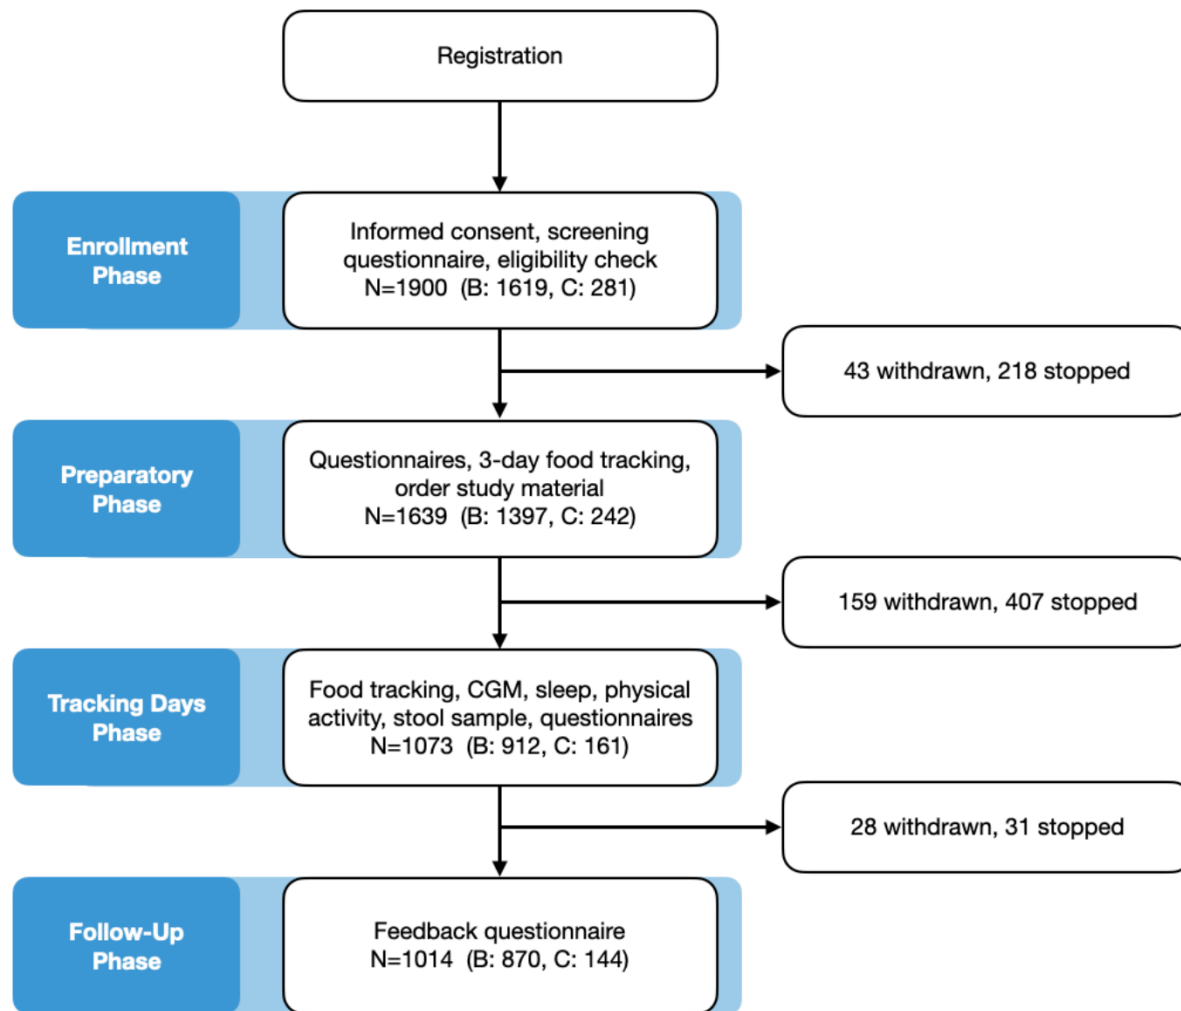 Registration
Enrollment
Phase
Informed consent, screening
questionnaire, eligibility check
N=1900 (B: 1619, C: 281)
43 withdrawn, 218 stopped
Preparatory
Phase
Questionnaires, 3-day food tracking,
order study material
N=1639 (B: 1397, C: 242)
159 withdrawn, 407 stopped
Tracking Days
Phase
Food tracking, CGM, sleep, physical
activity, stool sample, questionnaires
N=1073 (B: 912, C: 161)
28 withdrawn, 31 stopped
Follow-Up
Phase
Feedback questionnaire
N=1014 (B: 870, C: 144)